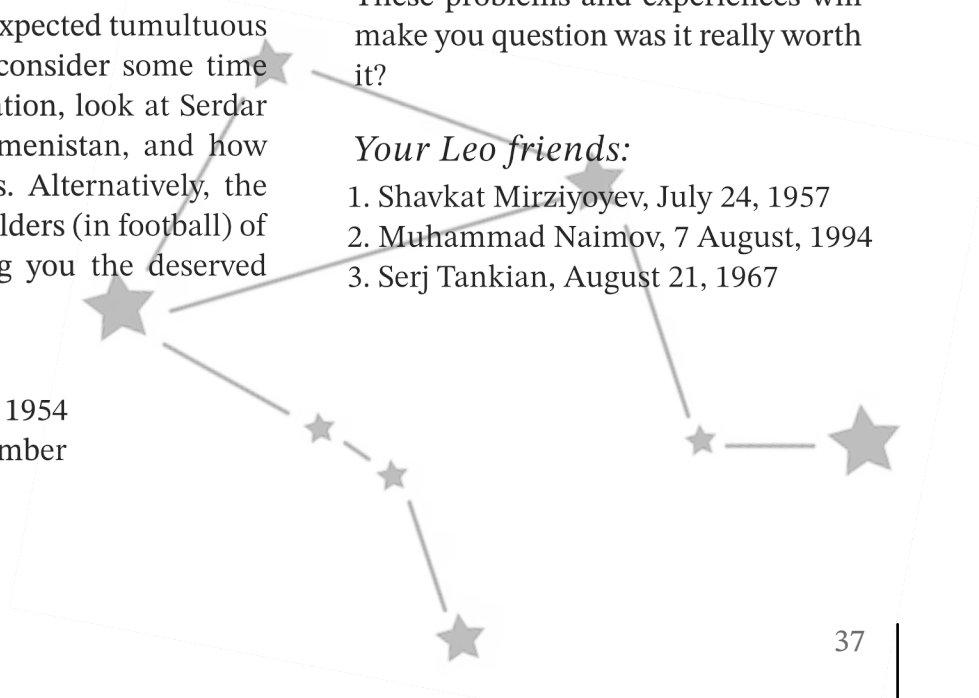 xpected tumultuous
consider some time
ation, look at Serdar
menistan, and how
s. Alternatively, the
lders (in football) of
g you the deserved
1954
mber
These problems and experiences will
make you question was it really worth
it?
Your Leo friends:
1. Shavkat Mirziyoyev, July 24, 1957
2. Muhammad Naimov, 7 August, 1994
3. Serj Tankian, August 21, 1967
37